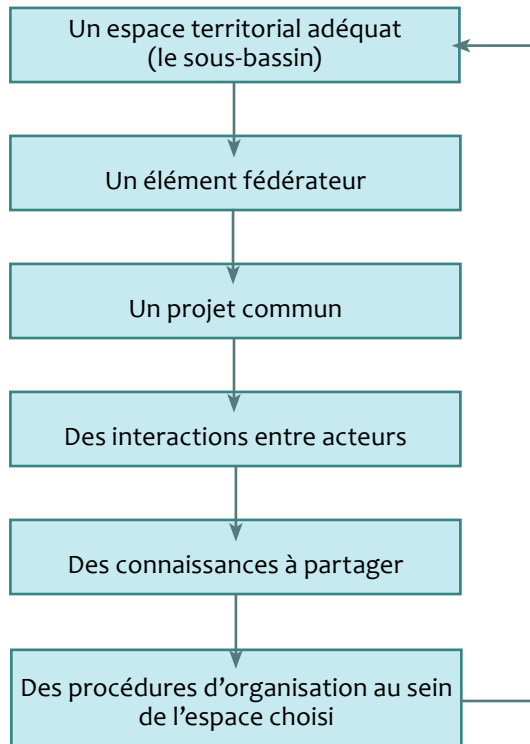 Un espace territorial adéquat
(le sous-bassin)
Un élément fédérateur
Un projet commun
Des interactions entre acteurs
Des connaissances à partager
Des procédures d’organisation au sein
de l’espace choisi